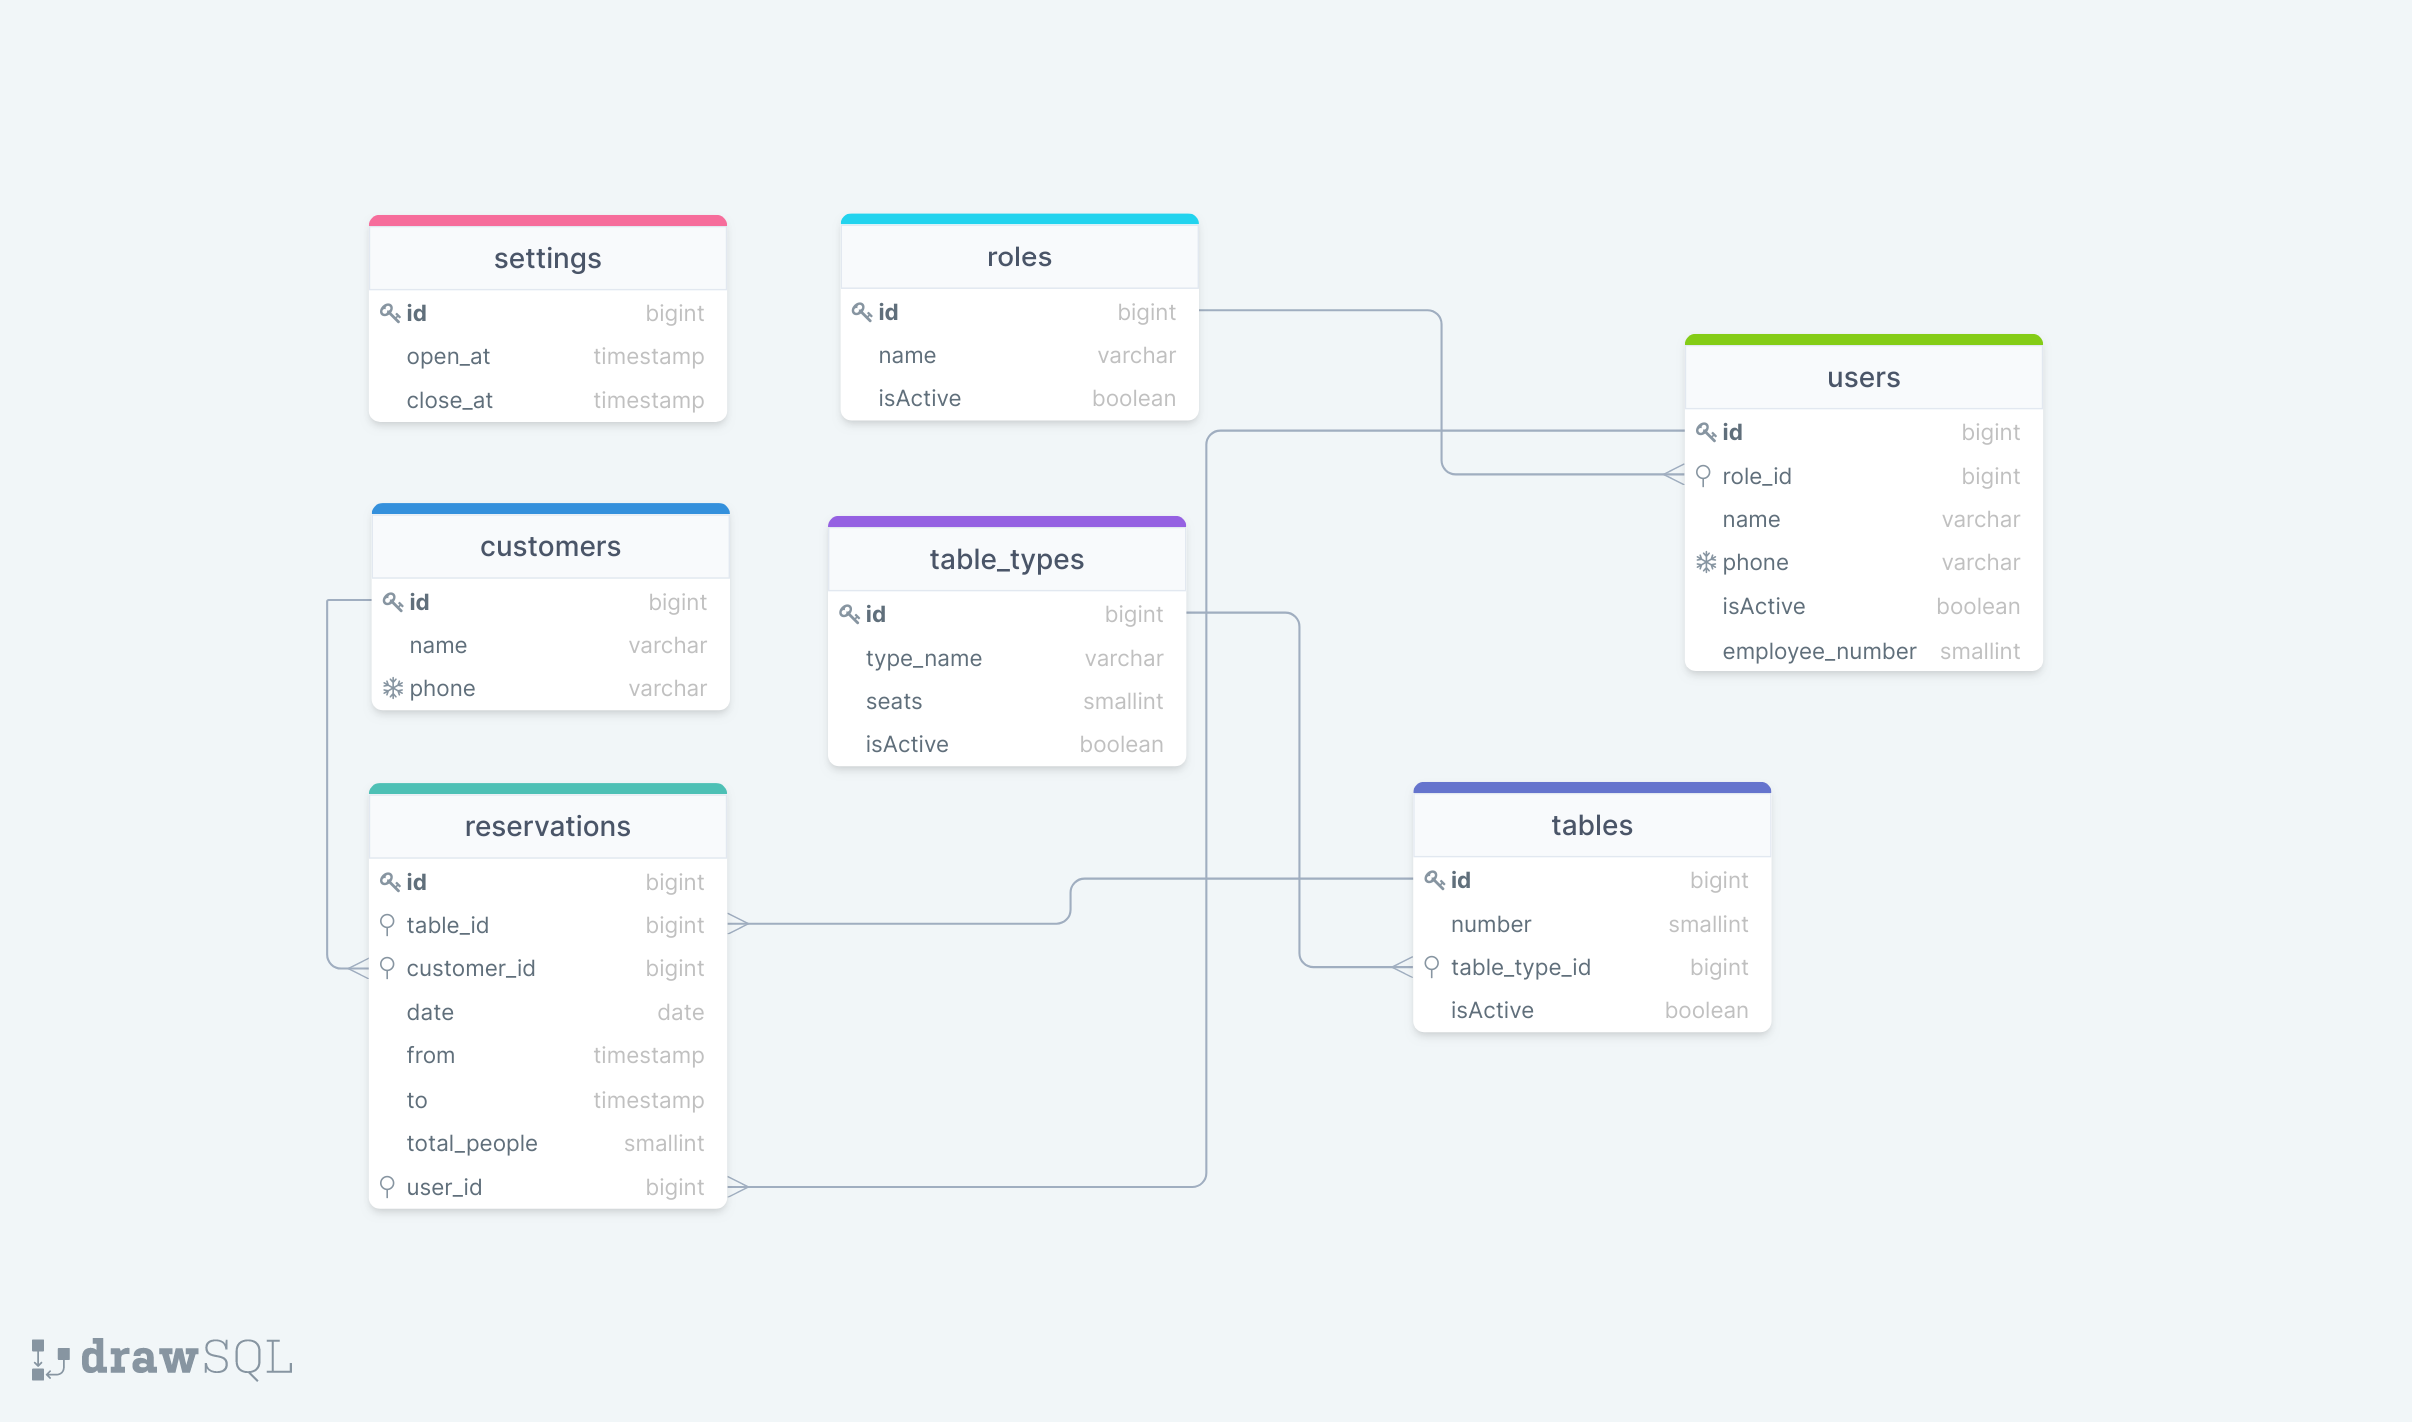 settings
id bigint
open_at timestamp
close_at timestamp
roles
id bigint
name varchar
isActive boolean
users
id bigint
role_id bigint
name varchar
phone varchar
isActive boolean
employee_number smallint
customers
id bigint
name varchar
phone varchar
table_types
id bigint
type_name varchar
seats smallint
isActive boolean
reservations
id bigint
table_id bigint
customer_id bigint
date date
from timestamp
to timestamp
total_people smallint
user_id bigint
tables
id bigint
number smallint
table_type_id bigint
isActive boolean
drawSQL